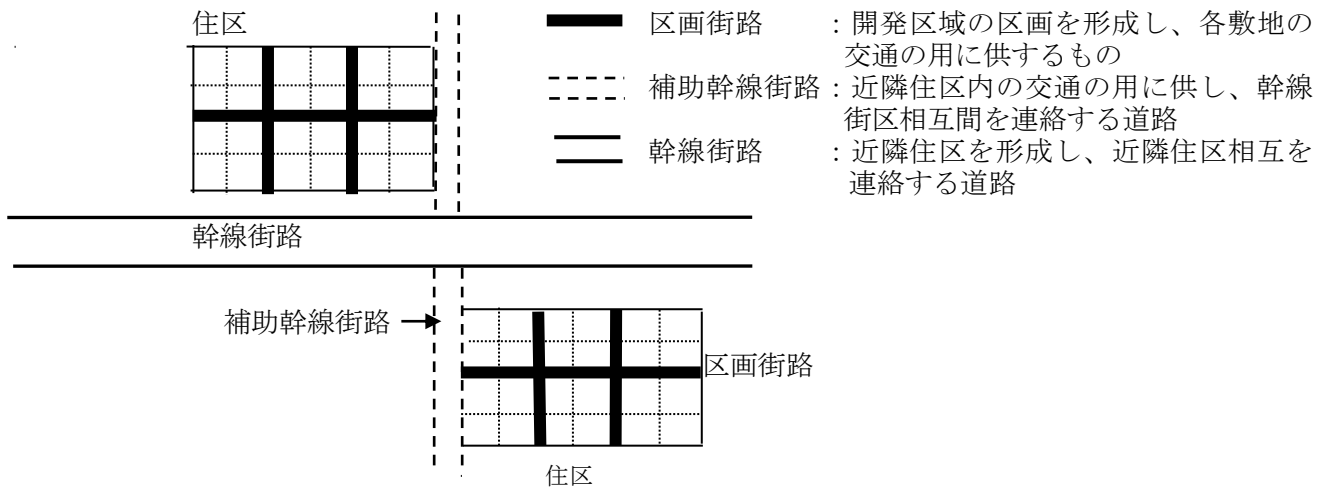 住区
区画街路 ：開発区域の区画を形成し、各敷地の
交通の用に供するもの
補助幹線街路：近隣住区内の交通の用に供し、幹線
街区相互間を連絡する道路
幹線街路 ：近隣住区を形成し、近隣住区相互を
連絡する道路
幹線街路
補助幹線街路
区画街路
住区